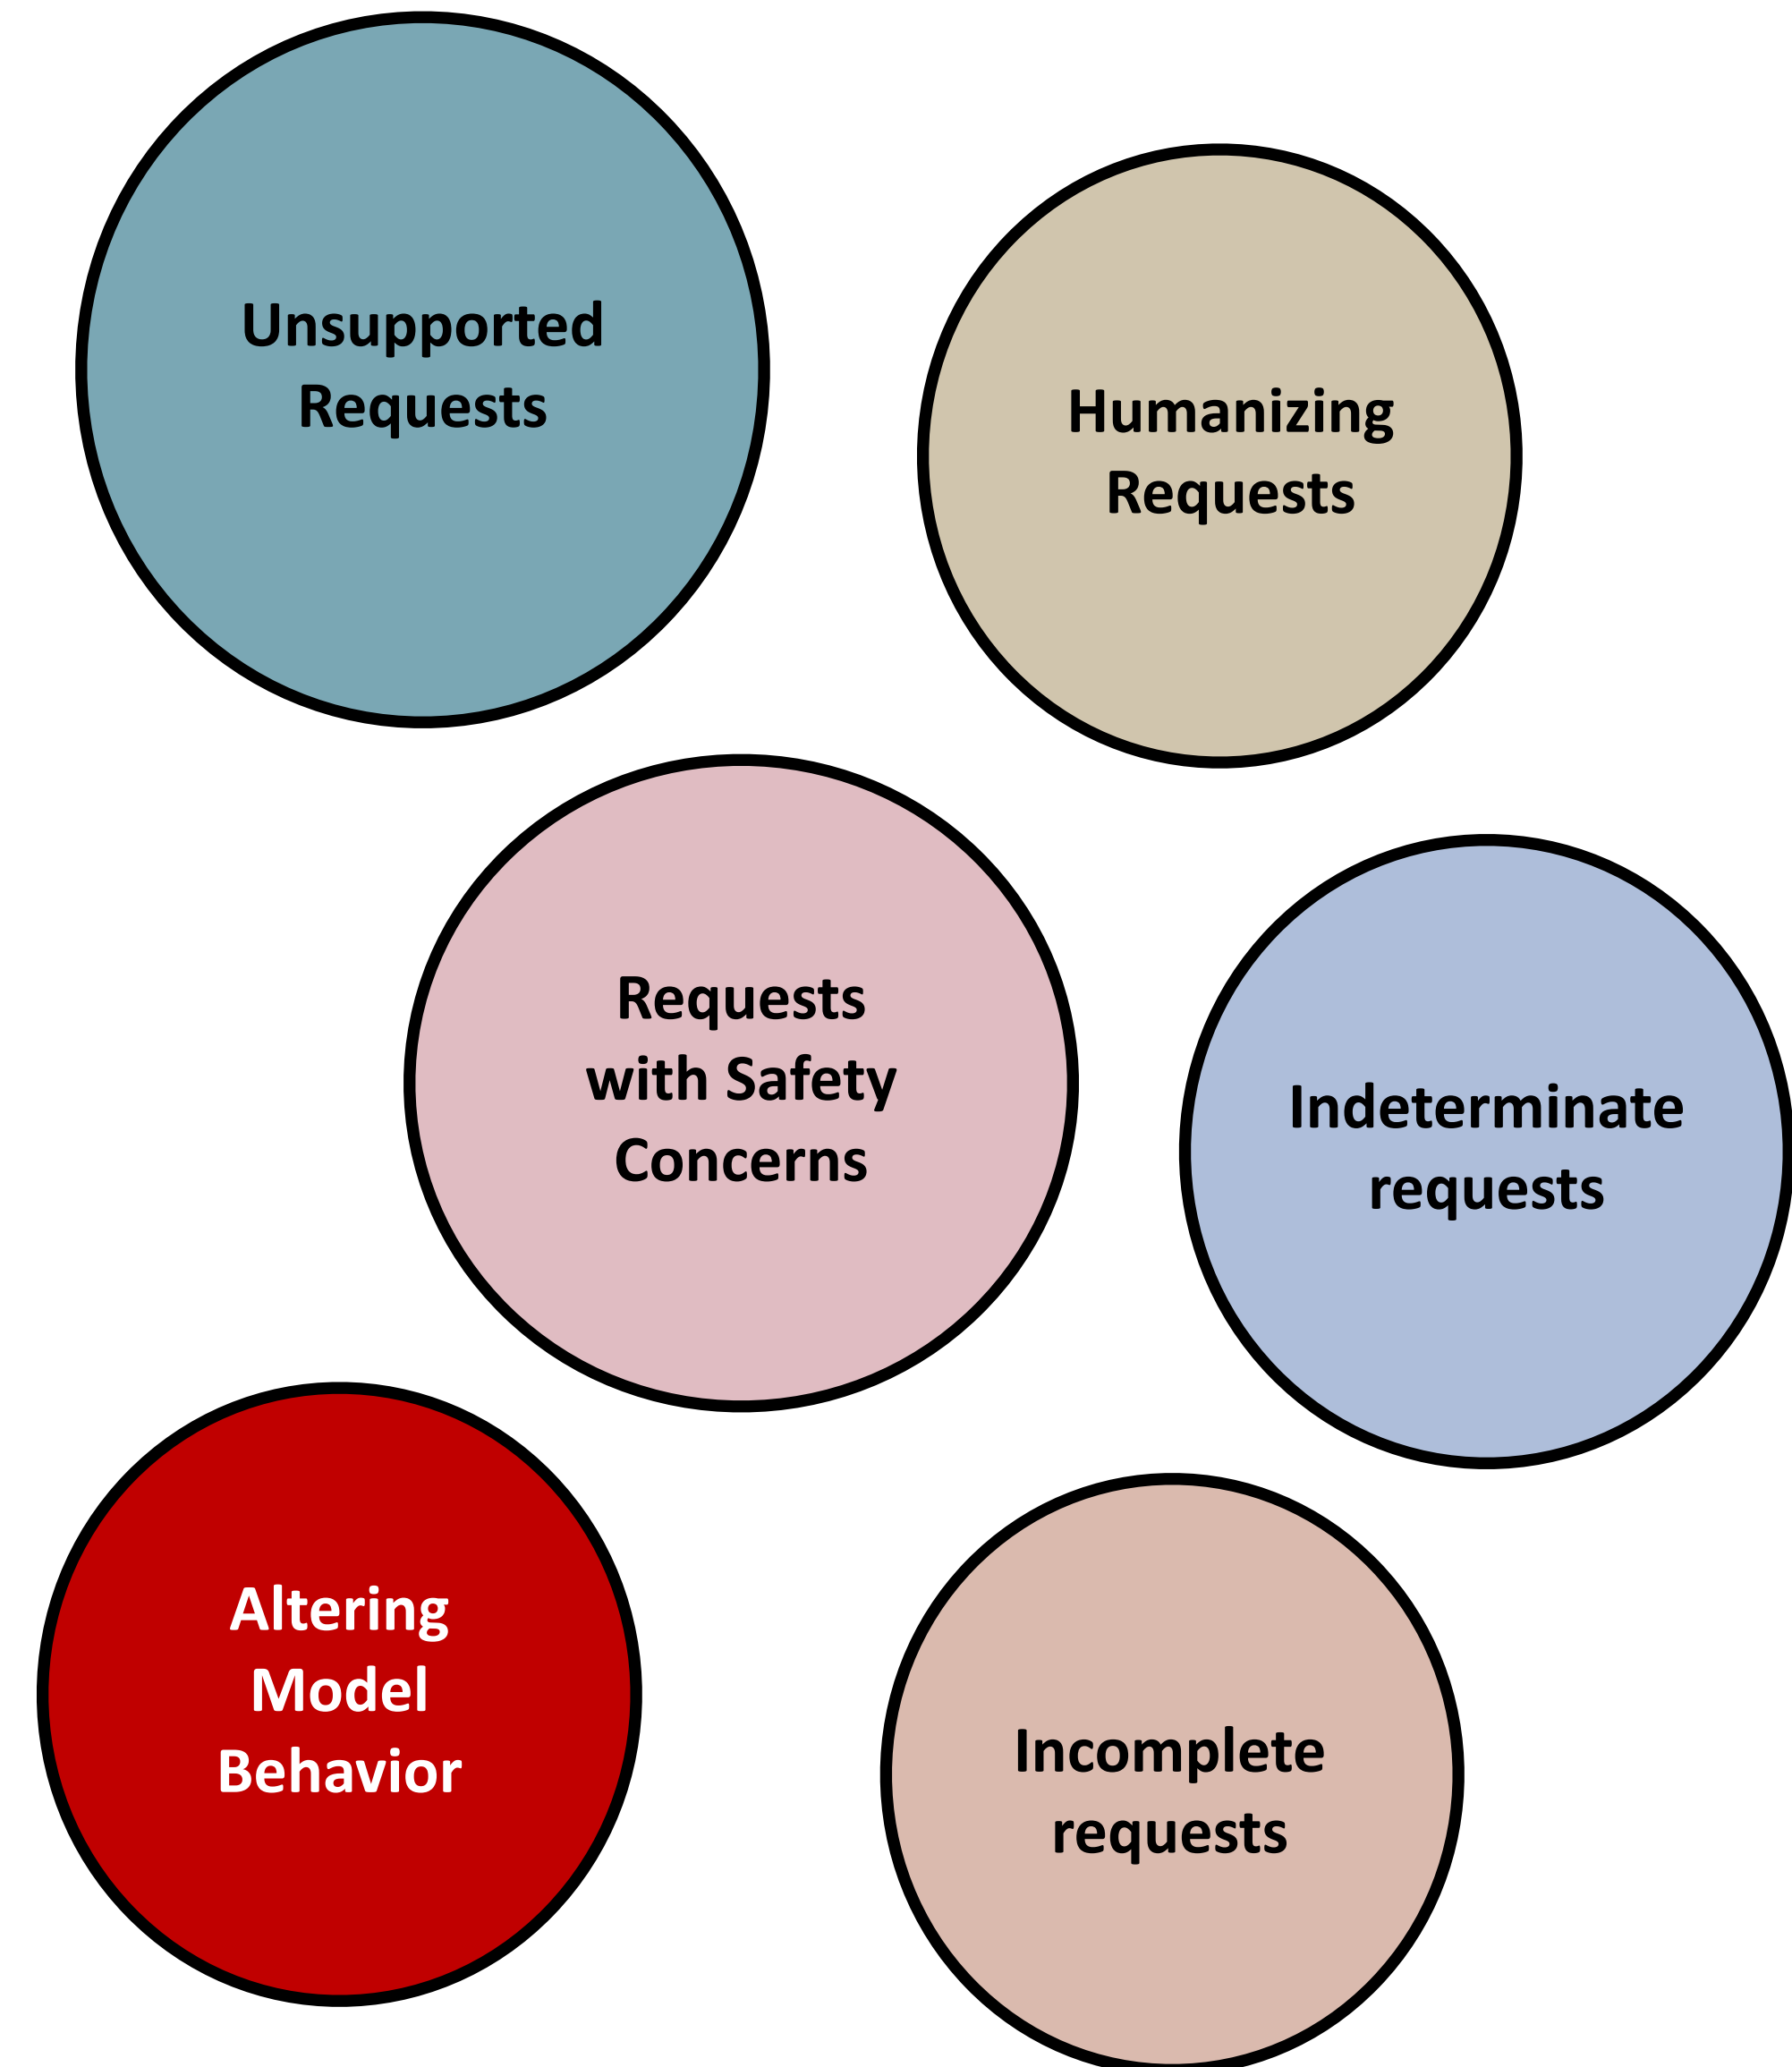 Unsupported
Requests
Humanizing
Requests
Requests
with Safety
Concerns
Indeterminate
requests
Altering
Model
Behavior
Incomplete
requests